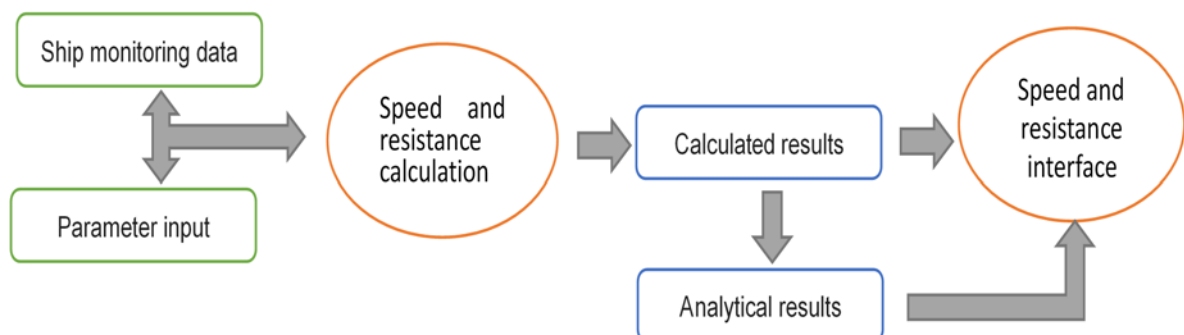 Ship monitoring data
Parameter input
Speed and
resistance
calculation
Calculated results
Analytical results
Speed and
resistance
interface